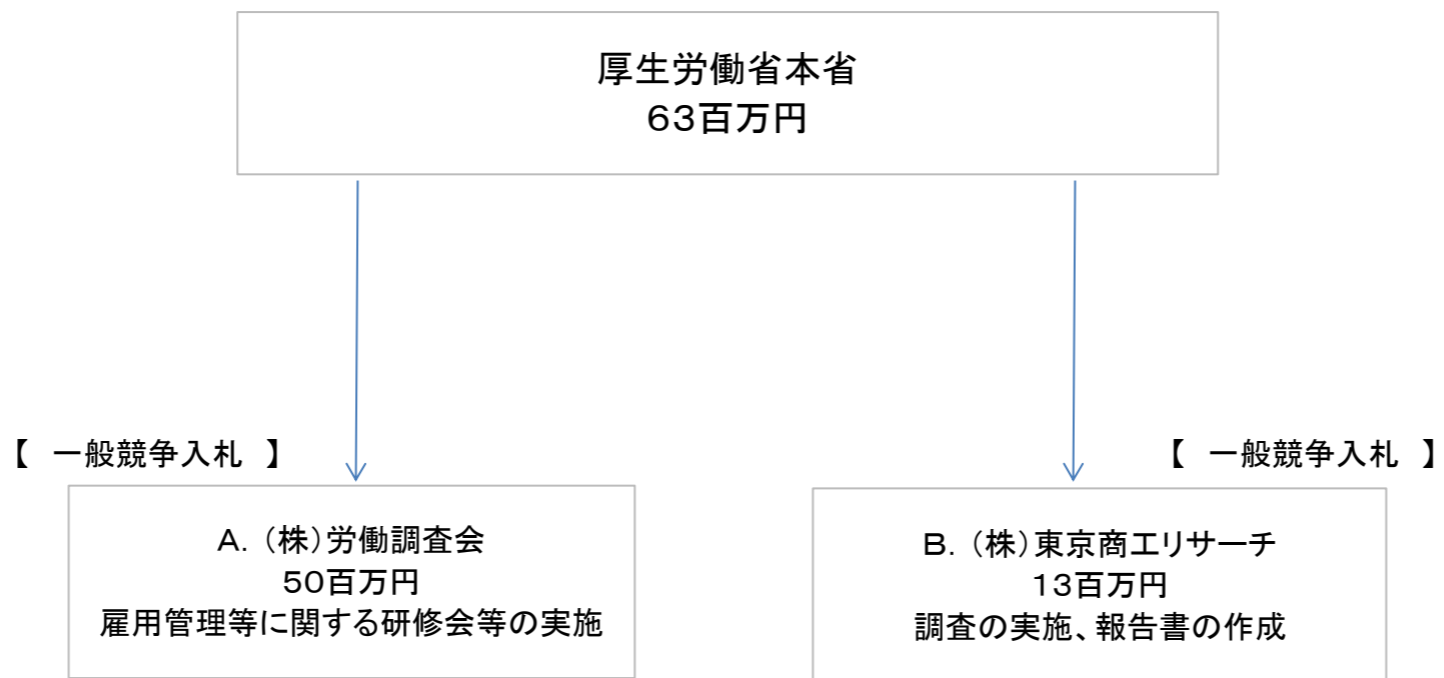 厚生労働省本省
63百万円
【　一般競争入札　】
【　一般競争入札　】
A．（株）労働調査会
50百万円
雇用管理等に関する研修会等の実施
B．（株）東京商工リサーチ
13百万円
調査の実施、報告書の作成